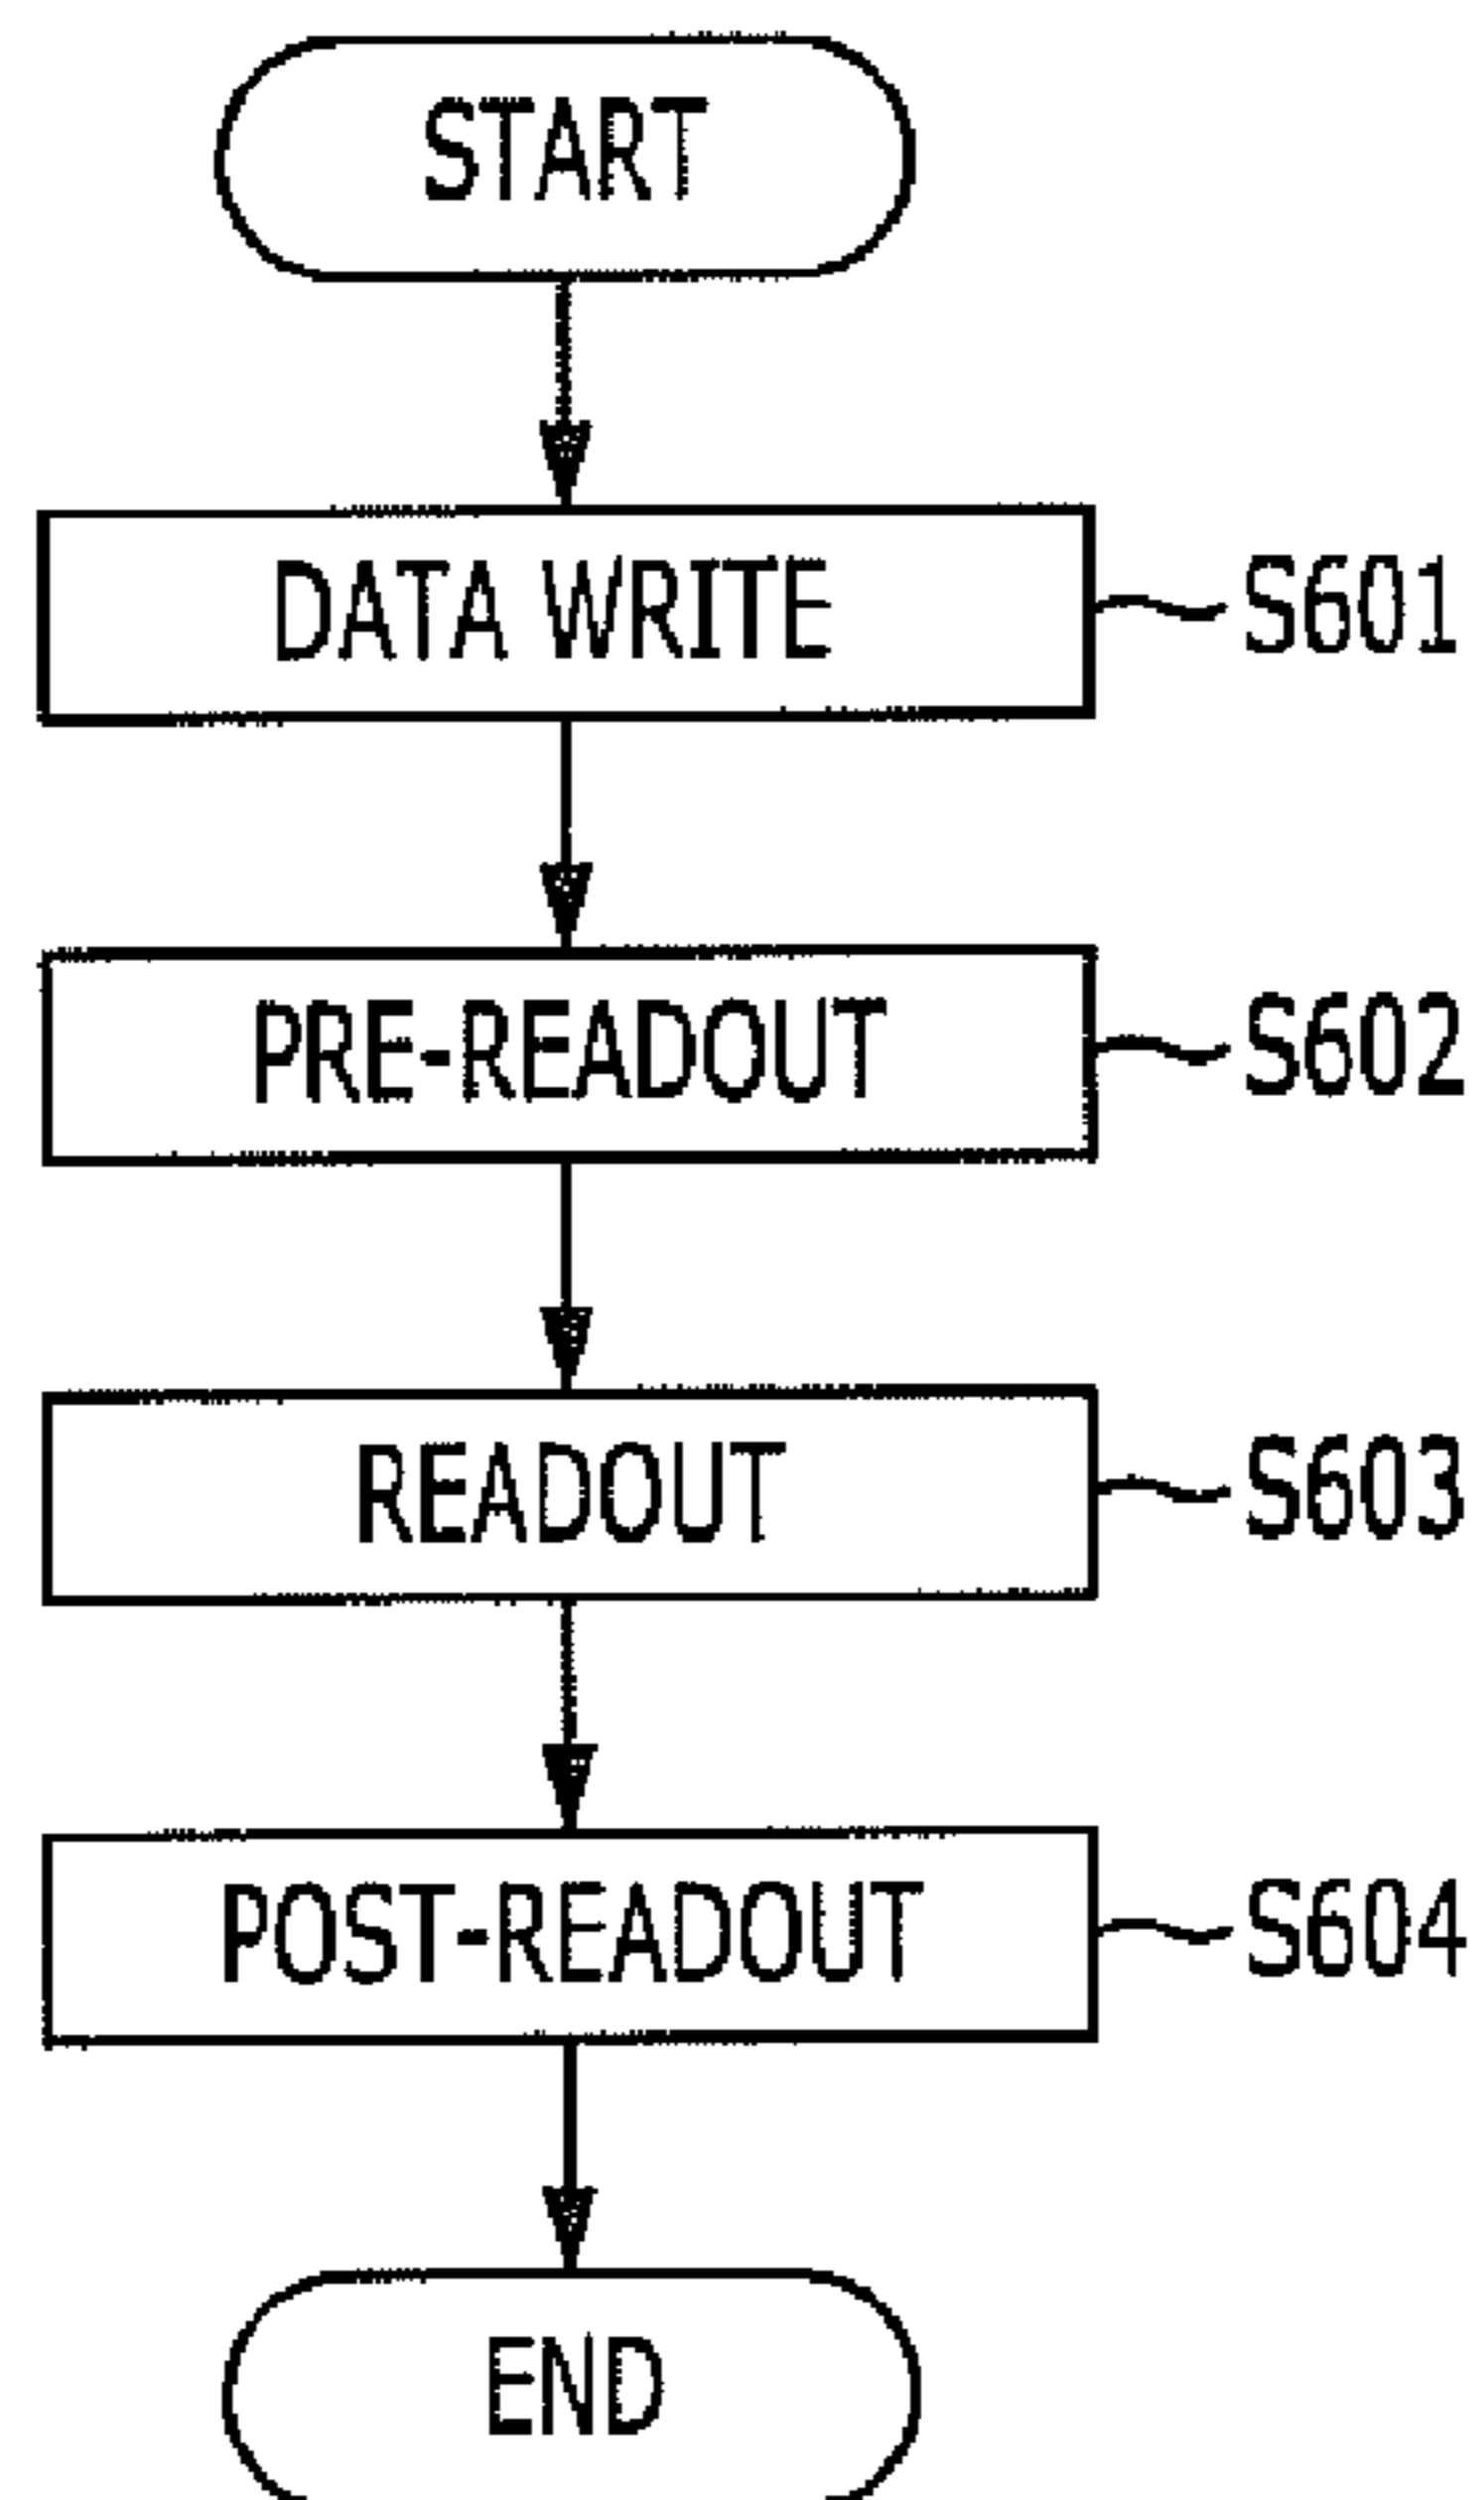 START
DATA WRITE S601
PRE-READOUT S602
READOUT S603
POST-READOUT S604
END